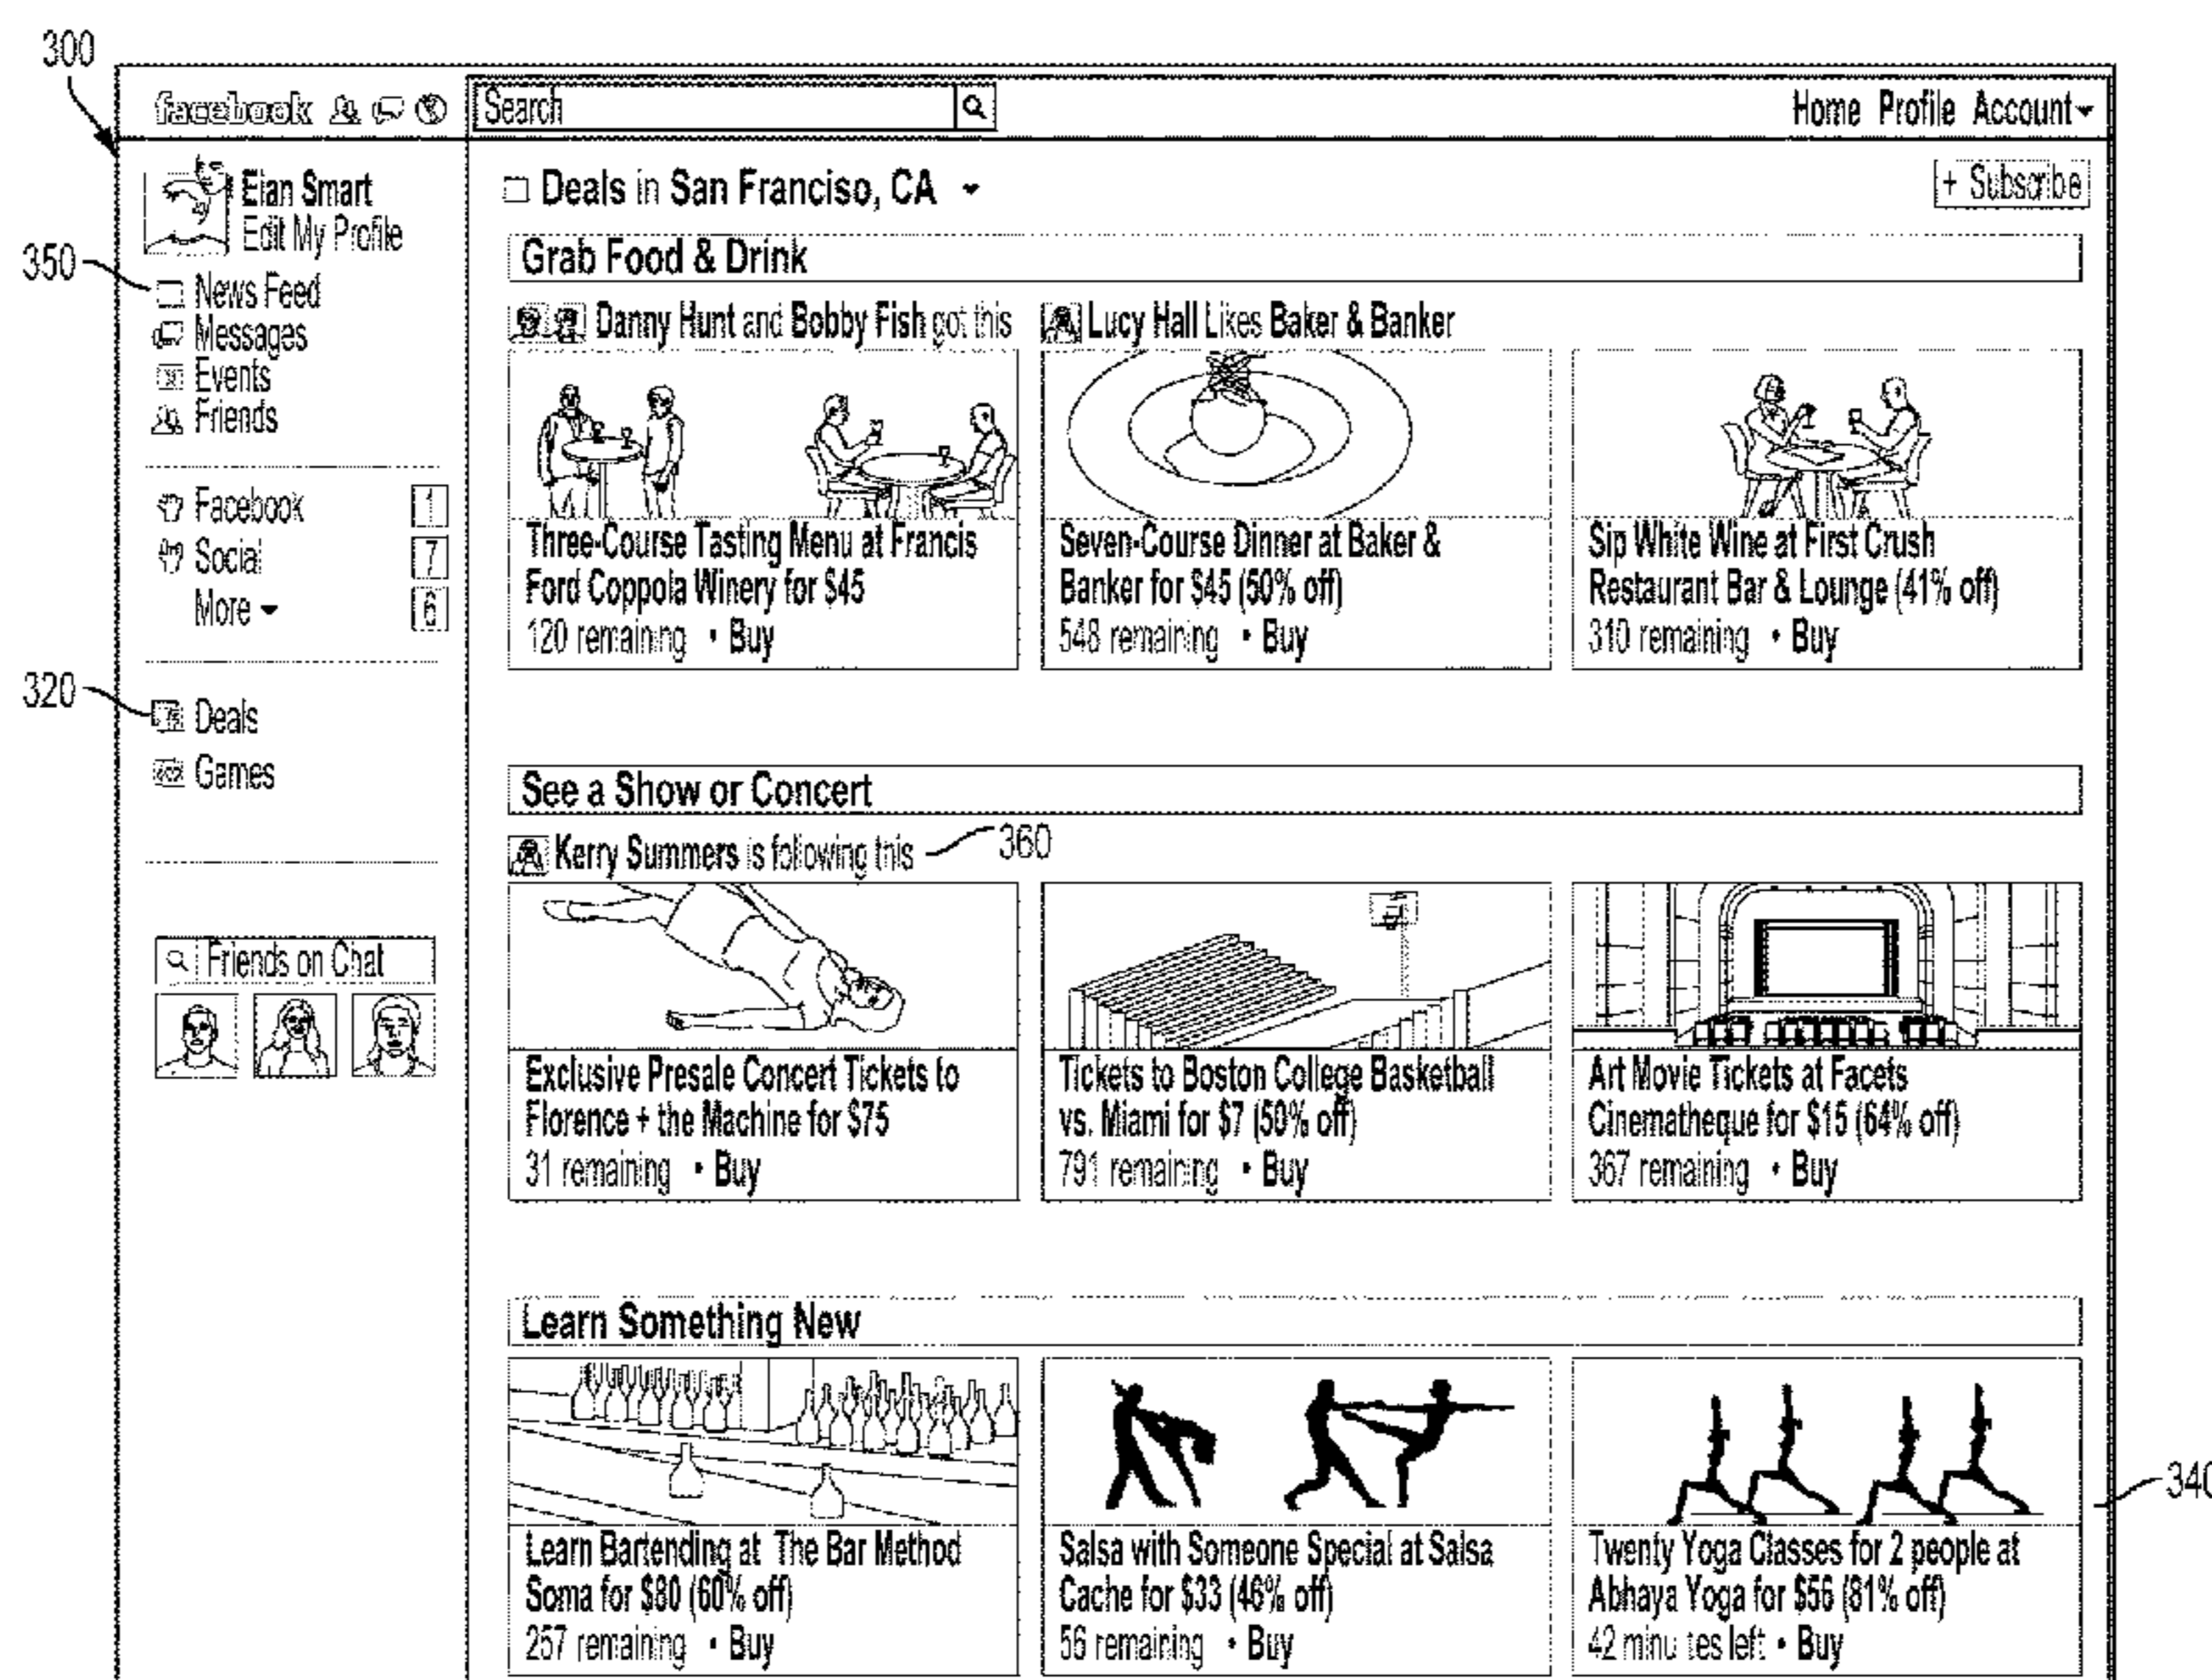 300
facebook
Search
Home Profile Account
Eian Smart
Edit My Profile
350
News Feed
Messages
Events
Friends
Facebook 1
Social 7
More 6
320
Deals
Games
Friends on Chat
Deals in San Franciso, CA
+ Subscribe
Grab Food & Drink
Danny Hunt and Bobby Fish got this
Three-Course Tasting Menu at Francis
Ford Coppola Winery for $45
120 remaining • Buy
Lucy Hall Likes Baker & Banker
Seven-Course Dinner at Baker &
Banker for $45 (50% off)
548 remaining • Buy
Sip White Wine at First Crush
Restaurant Bar & Lounge (41% off)
310 remaining • Buy
See a Show or Concert
Kerry Summers is following this
360
Exclusive Presale Concert Tickets to
Florence + the Machine for $75
31 remaining • Buy
Tickets to Boston College Basketball
vs. Miami for $7 (50% off)
791 remaining • Buy
Art Movie Tickets at Facets
Cinematheque for $15 (64% off)
367 remaining • Buy
Learn Something New
Learn Bartending at The Bar Method
Soma for $80 (60% off)
257 remaining • Buy
Salsa with Someone Special at Salsa
Cache for $33 (46% off)
56 remaining • Buy
Twenty Yoga Classes for 2 people at
Abhaya Yoga for $56 (81% off)
42 minutes left • Buy
340